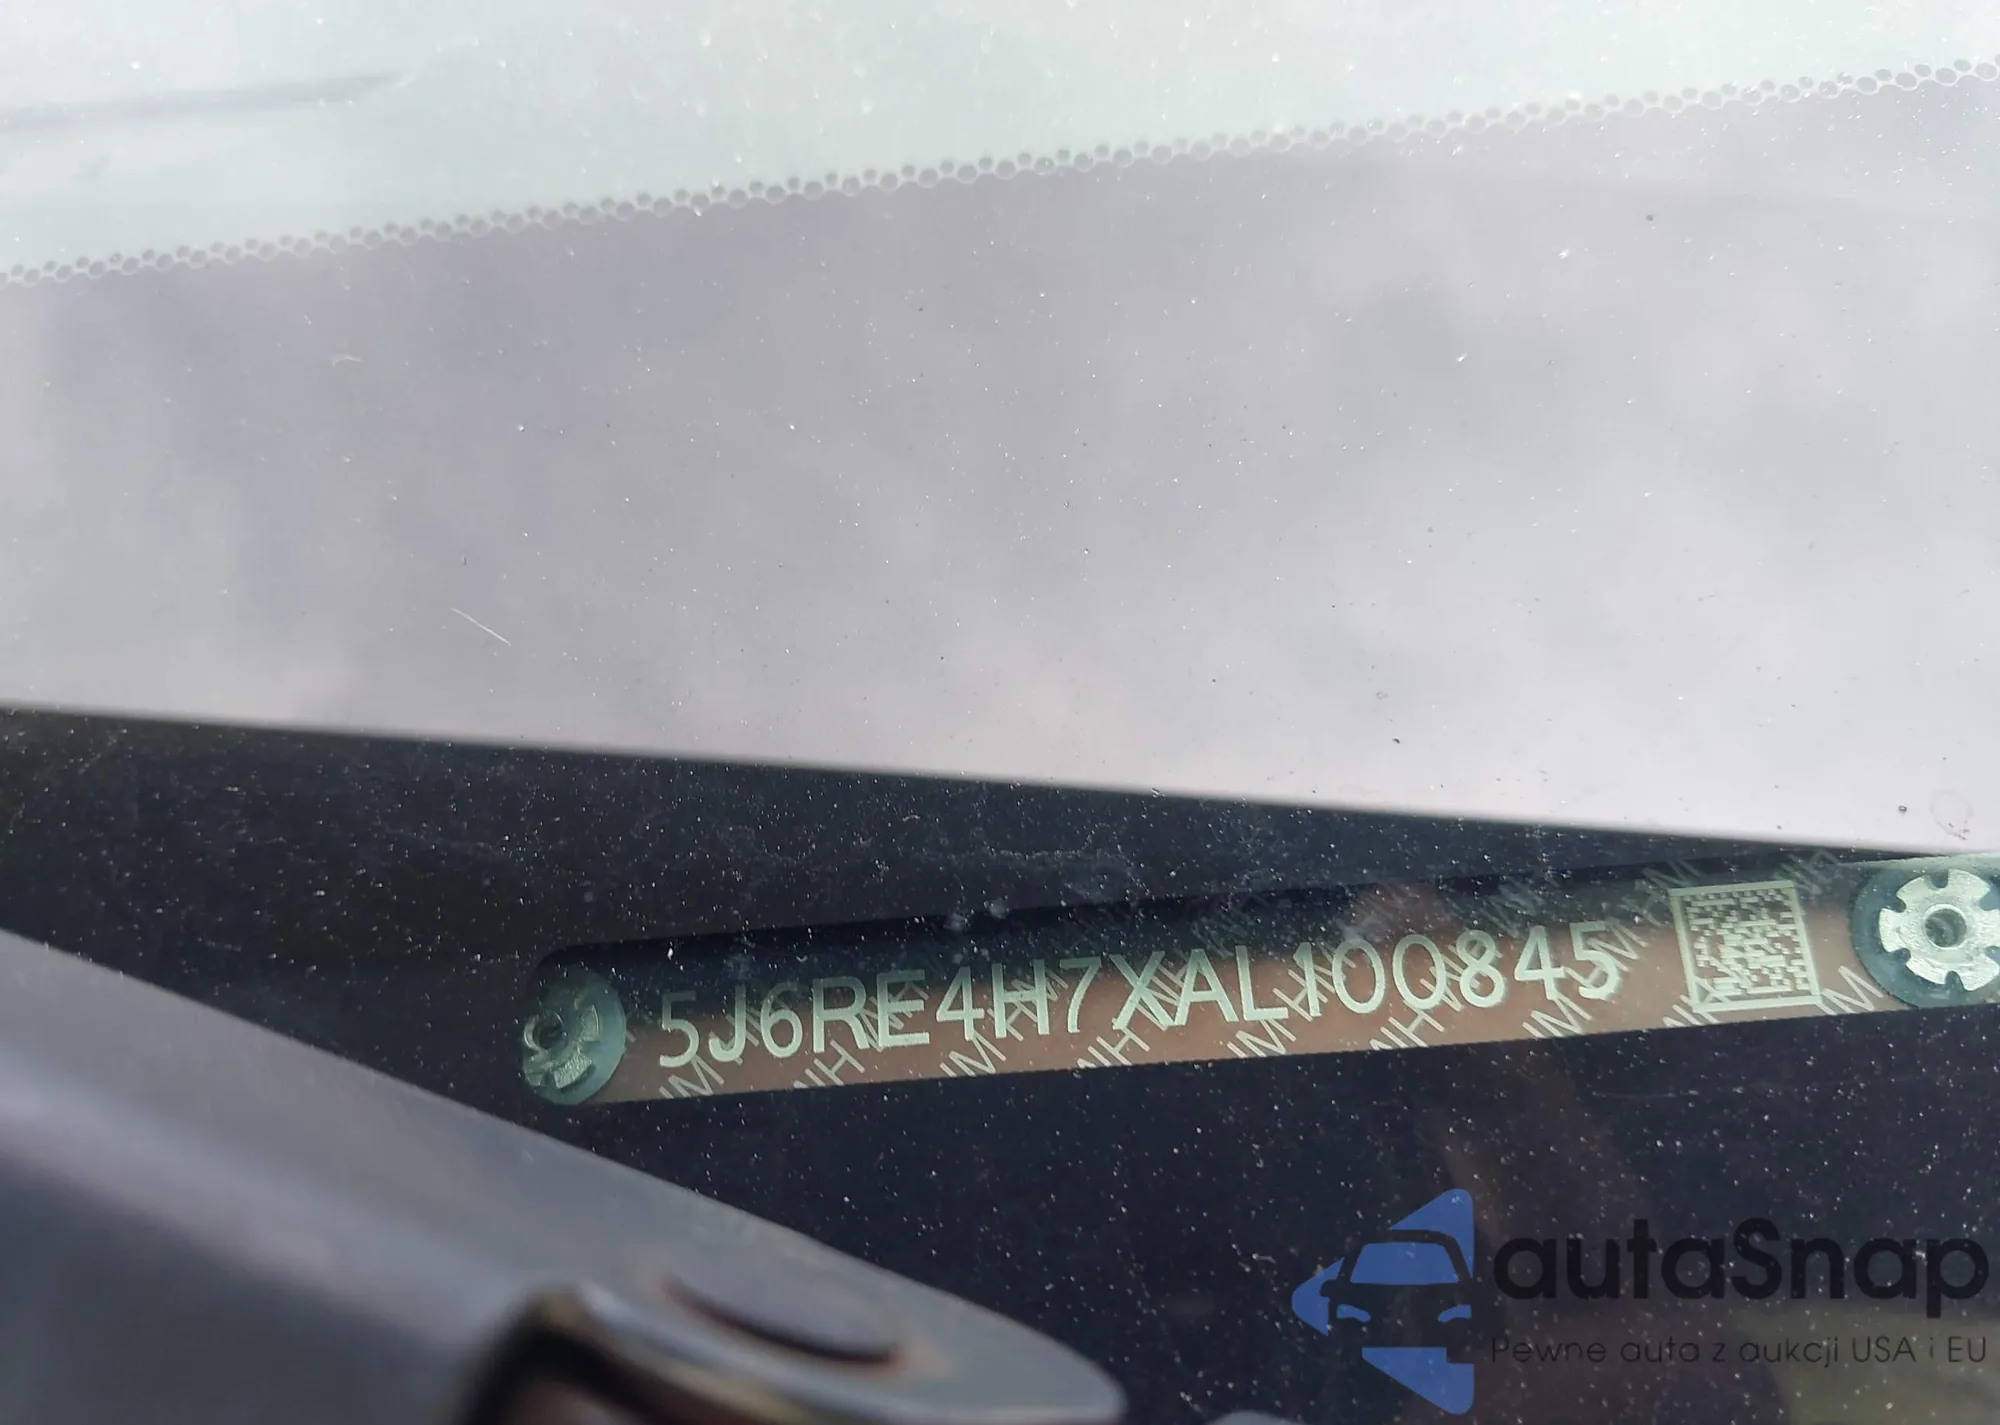 5J6RE4H7XAL100845
autaSnap
Pewne auta z aukcji USA i EU